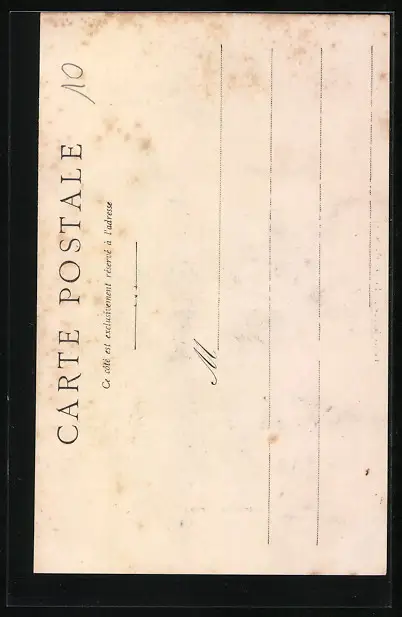 10
CARTE POSTALE
Ce côté est exclusivement réservé à l'adresse
M